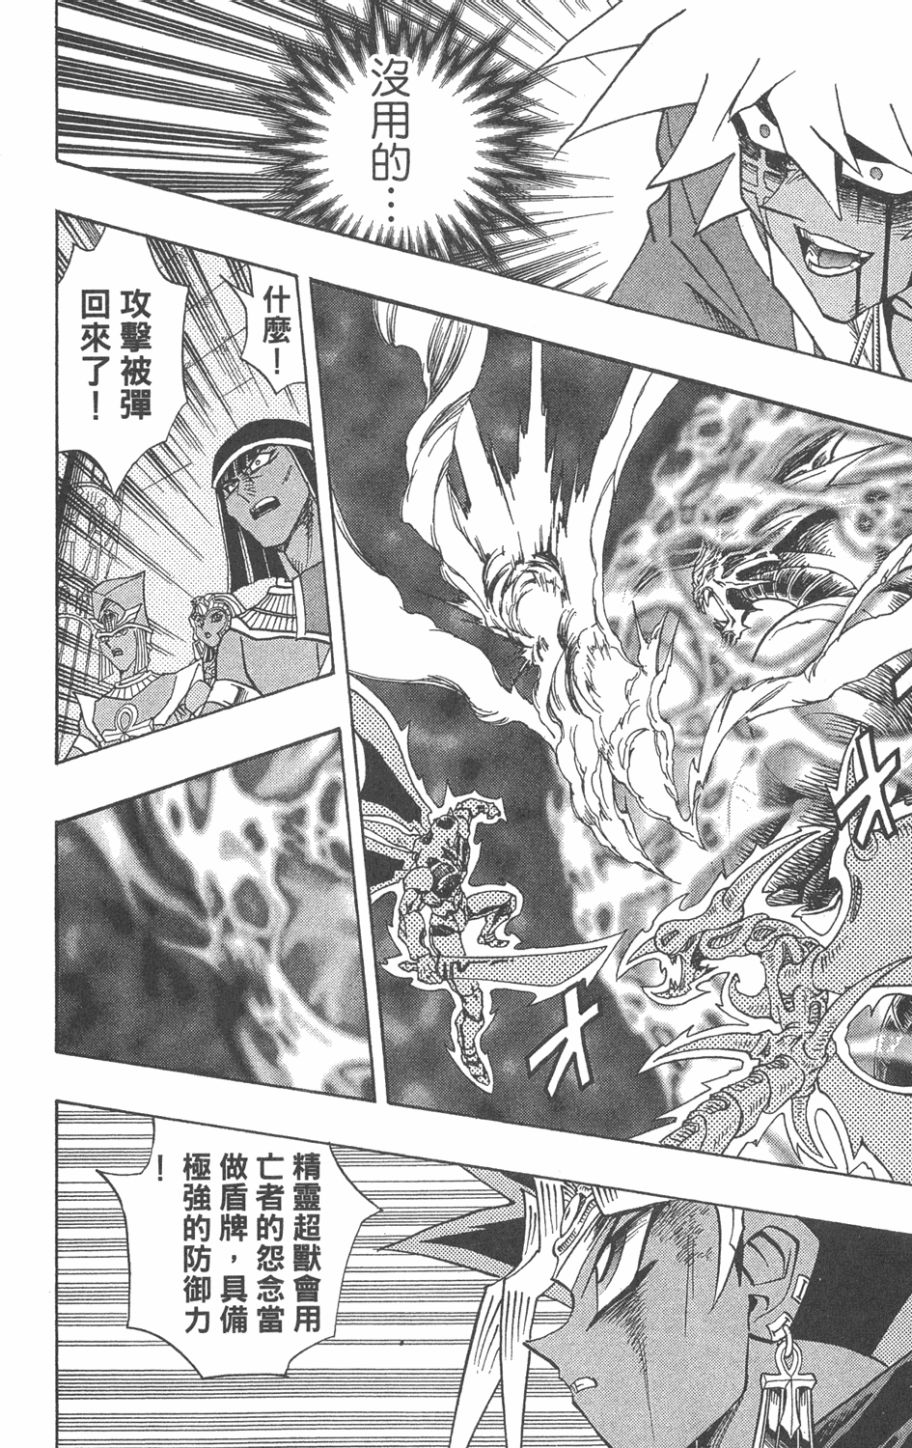 沒用的…
什麼！
攻擊被彈
回來了！
精靈超獸會用
亡者的怨念當
做盾牌，具備
極強的防御力
！